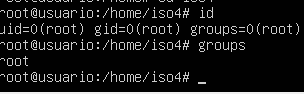 root@usuario:/home/iso4# id
uid=0(root) gid=0(root) groups=0(root)
root@usuario:/home/iso4# groups
root
root@usuario:/home/iso4# _